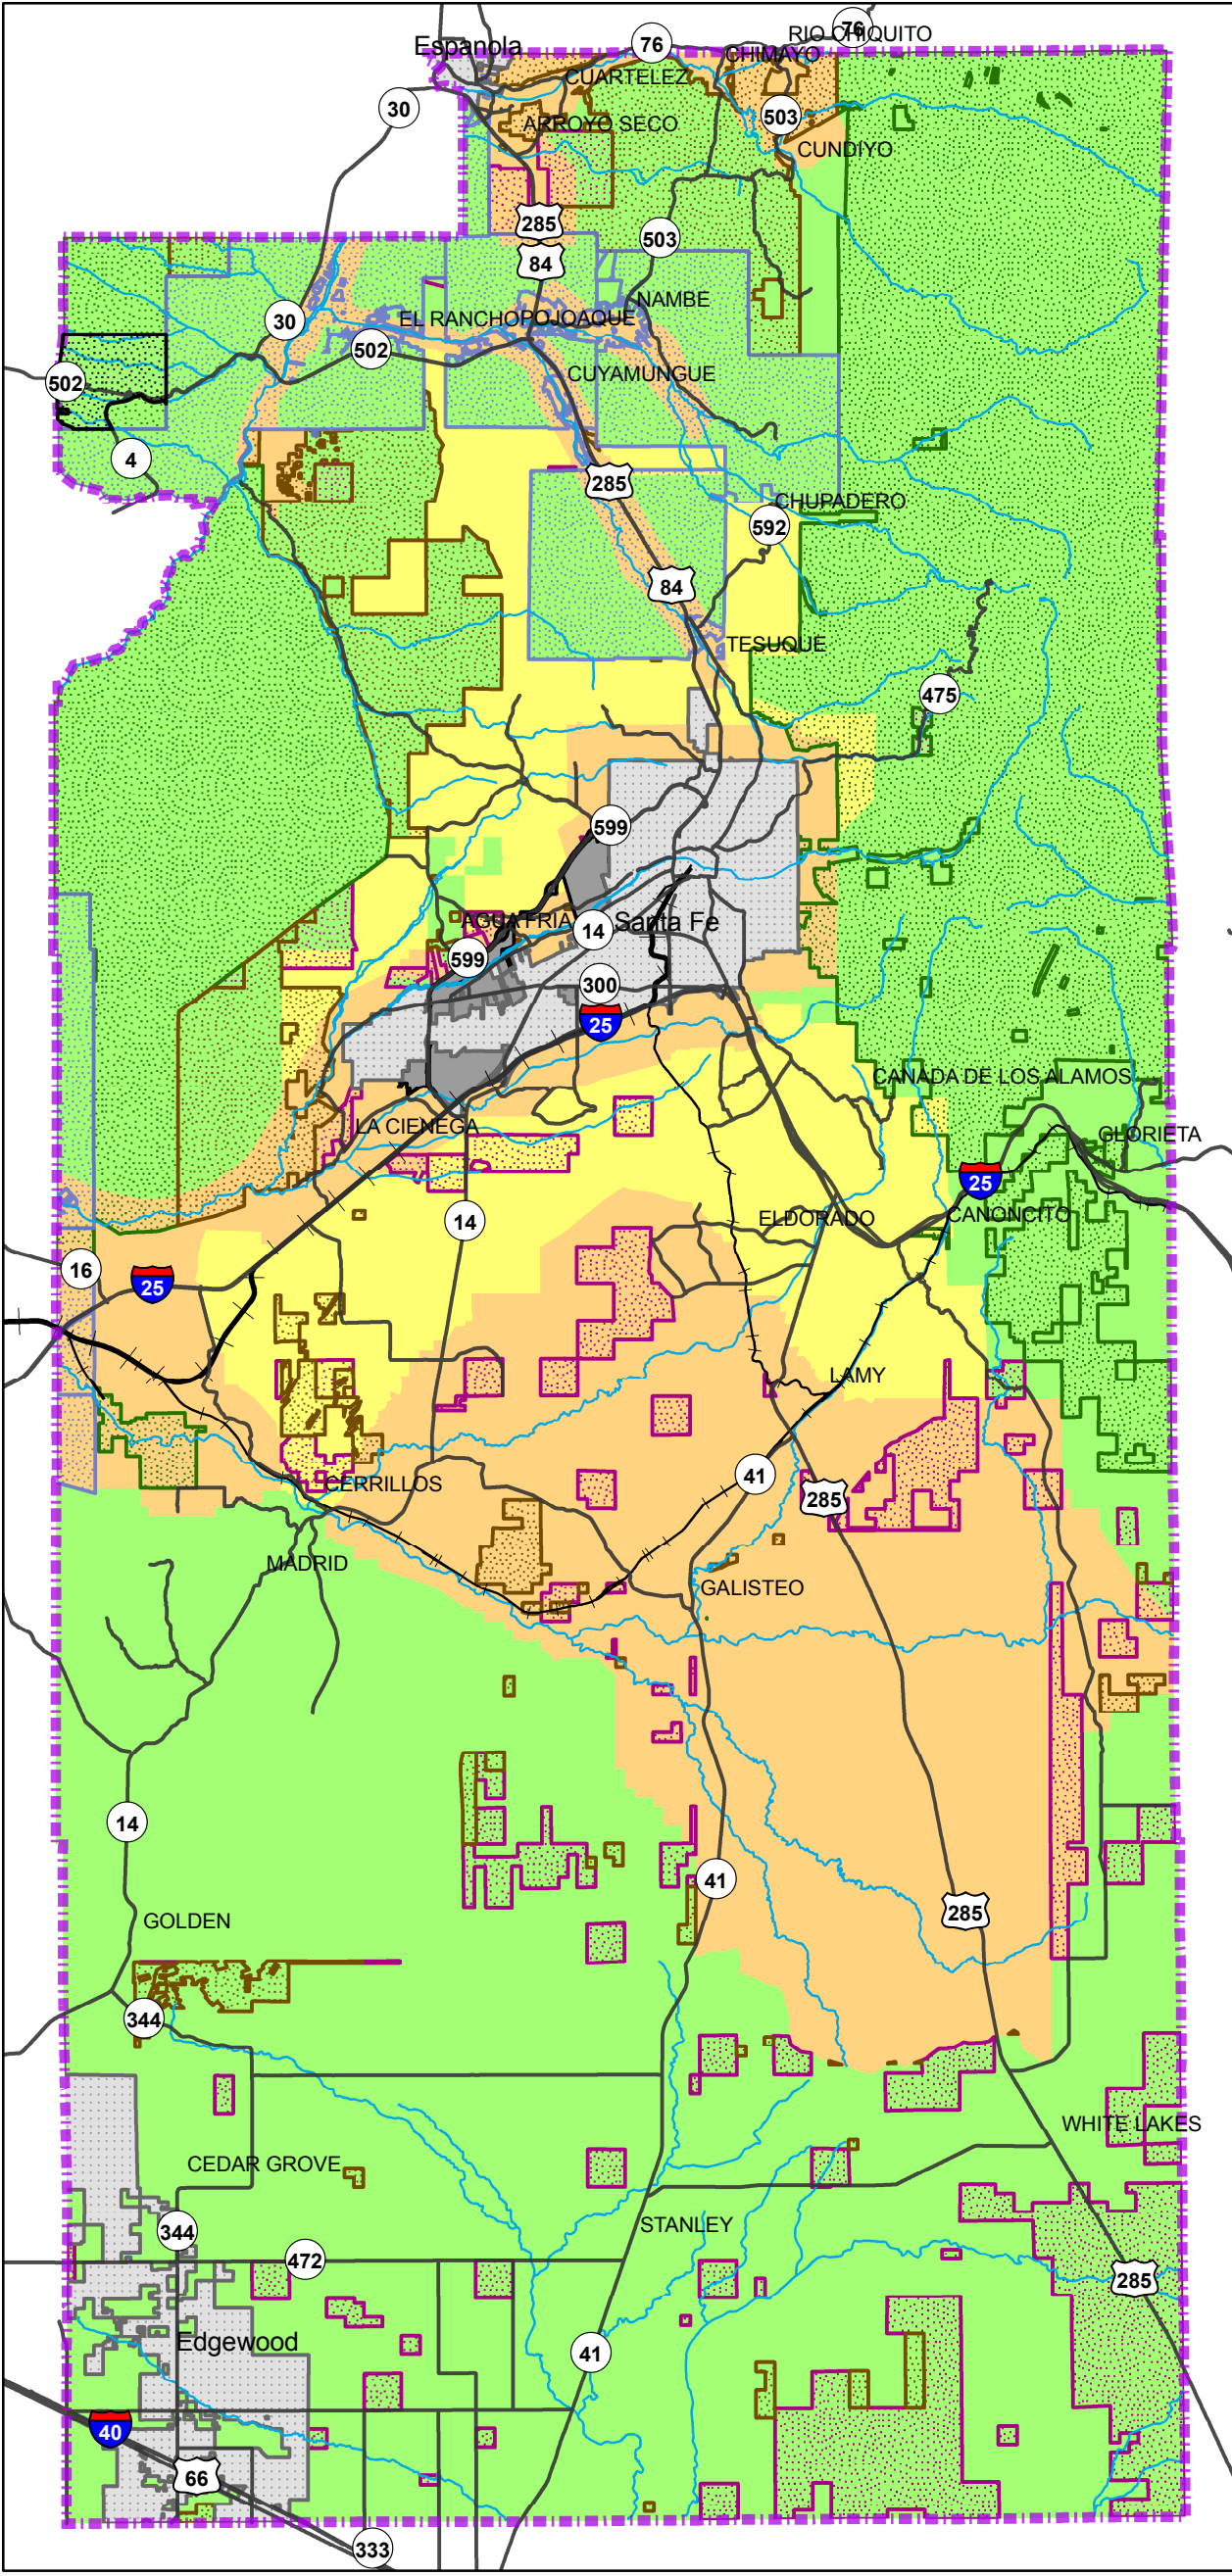 76
RIO CHIQUITO
Espanola
76
CHIMAYO
CUARTELEZ
30
503
ARROYO SECO
CUNDIYO
285
503
84
NAMBE
30
EL RANCHO
POJOAQUE
502
502
CUYAMUNGUE
4
285
CHUPADERO
592
84
TESUQUE
475
599
AGUA FRIA
14
Santa Fe
599
300
25
CANADA DE LOS ALAMOS
LA CIENEGA
GLORIETA
25
14
ELDORADO
CANONCITO
16
25
LAMY
41
CERRILLOS
285
MADRID
GALISTEO
14
41
285
GOLDEN
344
WHITE LAKES
CEDAR GROVE
STANLEY
344
472
285
Edgewood
41
40
66
333